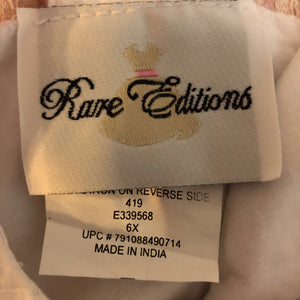 Rare Editions
ON REVERSE SIDE
419
E339568
6X
UPC # 791088490714
MADE IN INDIA